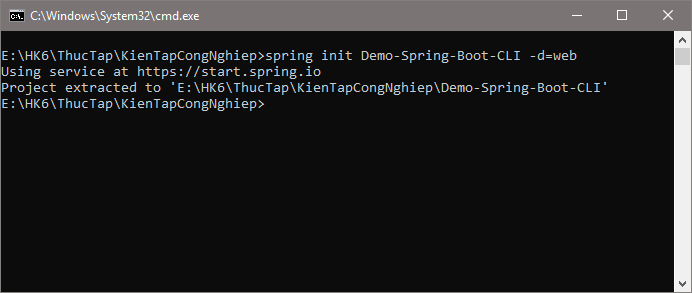 C:\Windows\System32\cmd.exe
E:\HK6\ThucTap\KienTapCongNghiep>spring init Demo-Spring-Boot-CLI -d=web
Using service at https://start.spring.io
Project extracted to 'E:\HK6\ThucTap\KienTapCongNghiep\Demo-Spring-Boot-CLI'
E:\HK6\ThucTap\KienTapCongNghiep>